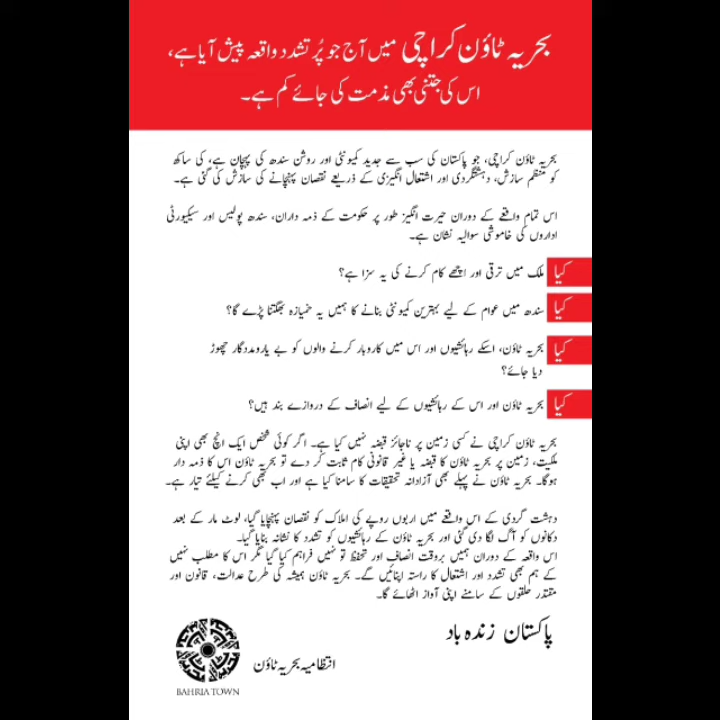 بحریہ ٹاؤن کراچی میں آج جو پُر تشدد واقعہ پیش آیا ہے،
اس کی جتنی بھی مذمت کی جائے کم ہے۔
بحریہ ٹاؤن کراچی، جو پاکستان کی سب سے جدید کمیونٹی اور روشن سندھ کی پہچان ہے، کی ساکھ
کو منظم سازش، دہشتگردی اور اشتعال انگیزی کے ذریعے نقصان پہنچانے کی سازش کی گئی ہے۔
اس تمام واقعے کے دوران حیرت انگیز طور پر حکومت کے ذمہ داران، سندھ پولیس اور سیکیورٹی
اداروں کی خاموشی سوالیہ نشان ہے۔
کیا ملک میں ترقی اور اچھے کام کرنے کی یہ سزا ہے؟
کیا سندھ میں عوام کے لیے بہترین کمیونٹی بنانے کا ہمیں یہ خمیازہ بھگتنا پڑے گا؟
کیا بحریہ ٹاؤن، اسکے رہائشیوں اور اس میں کاروبار کرنے والوں کو بے یارومددگار چھوڑ
دیا جائے؟
کیا بحریہ ٹاؤن اور اس کے رہائشیوں کے لیے انصاف کے دروازے بند ہیں؟
بحریہ ٹاؤن کراچی نے کسی زمین پر ناجائز قبضہ نہیں کیا ہے۔ اگر کوئی شخص ایک انچ بھی اپنی
ملکیت، زمین پر بحریہ ٹاؤن کا قبضہ یا غیر قانونی کام ثابت کر دے تو بحریہ ٹاؤن اس کا ذمہ دار
ہوگا۔ بحریہ ٹاؤن نے پہلے بھی آزادانہ تحقیقات کا سامنا کیا ہے اور اب بھی کرنے کیلئے تیار ہے۔
دہشت گردی کے اس واقعے میں اربوں روپے کی املاک کو نقصان پہنچایا گیا، لوٹ مار کے بعد
دکانوں کو آگ لگا دی گئی اور بحریہ ٹاؤن کے رہائشیوں کو تشدد کا نشانہ بنایا گیا۔
اس واقعہ کے دوران ہمیں بروقت انصاف اور تحفظ تو نہیں فراہم کیا گیا مگر اس کا مطلب نہیں
کے ہم بھی تشدد اور اشتعال کا راستہ اپنائیں گے۔ بحریہ ٹاؤن ہمیشہ کی طرح عدالت، قانون اور
مقتدر حلقوں کے سامنے اپنی آواز اٹھائے گا۔
پاکستان زندہ باد
انتظامیہ بحریہ ٹاؤن
BAHRIA TOWN